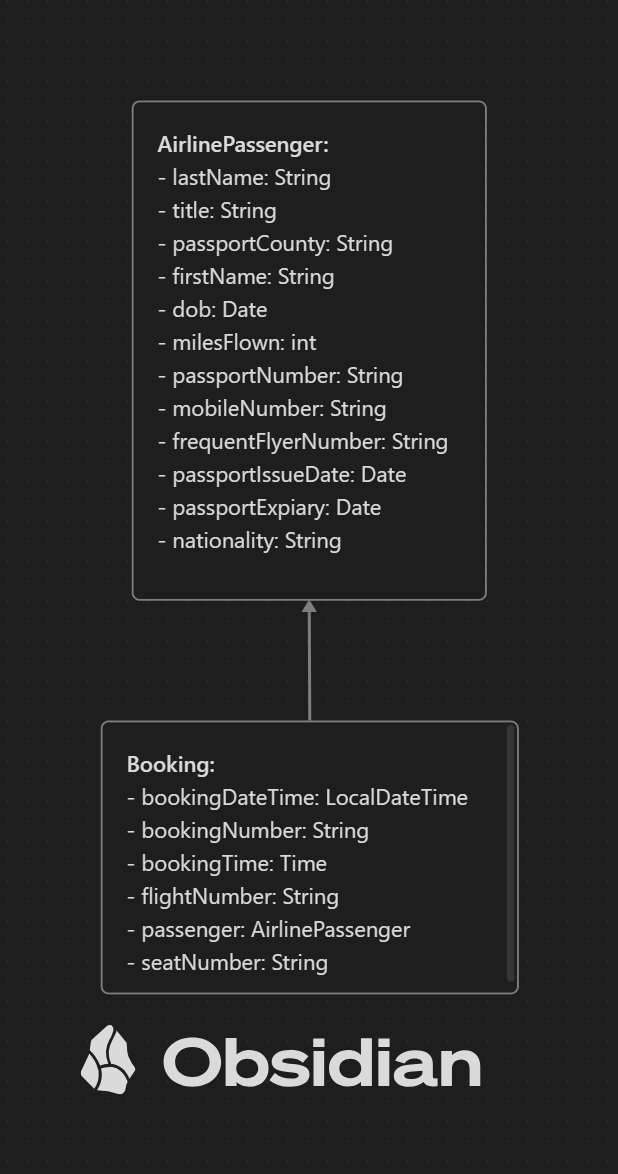 AirlinePassenger:
- lastName: String
- title: String
- passportCounty: String
- firstName: String
- dob: Date
- milesFlown: int
- passportNumber: String
- mobileNumber: String
- frequentFlyerNumber: String
- passportIssueDate: Date
- passportExpiary: Date
- nationality: String
Booking:
- bookingDateTime: LocalDateTime
- bookingNumber: String
- bookingTime: Time
- flightNumber: String
- passenger: AirlinePassenger
- seatNumber: String
Obsidian